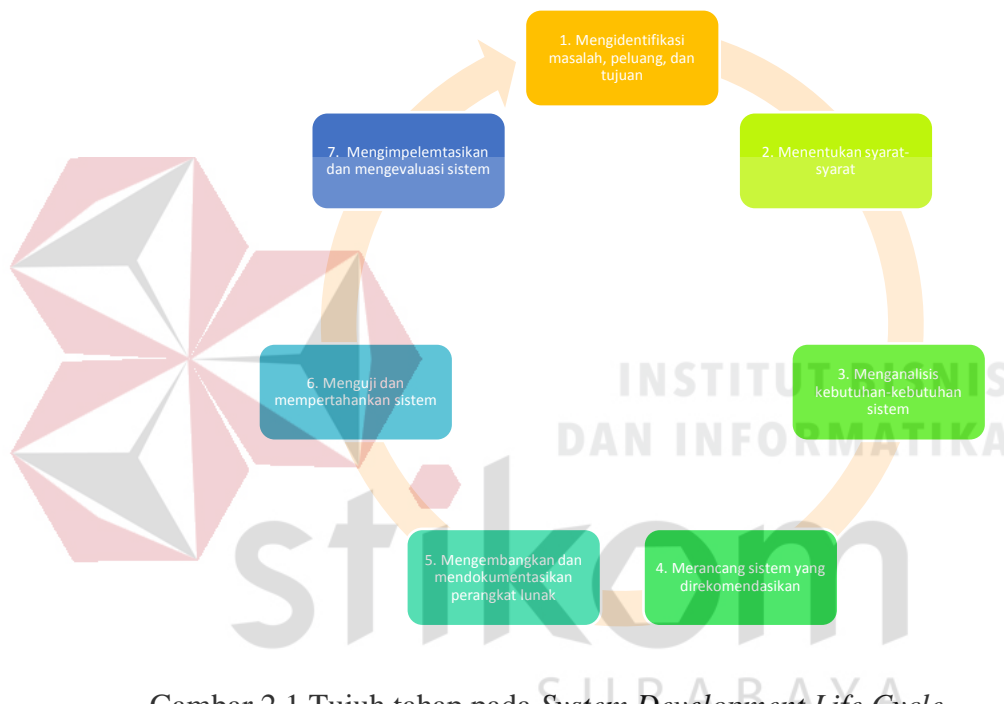 1. Mengidentifikasi
masalah, peluang, dan
tujuan
2. Menentukan syarat-
syarat
3. Menganalisis
kebutuhan-kebutuhan
sistem
4. Merancang sistem yang
direkomendasikan
5. Mengembangkan dan
mendokumentasikan
perangkat lunak
6. Menguji dan
mempertahankan sistem
7. Mengimpelemtasikan
dan mengevaluasi sistem
INSTITUT BISNIS
DAN INFORMATIKA
stikom
SURABAYA
Gambar 2.1 Tujuh tahap pada System Development Life Cycle